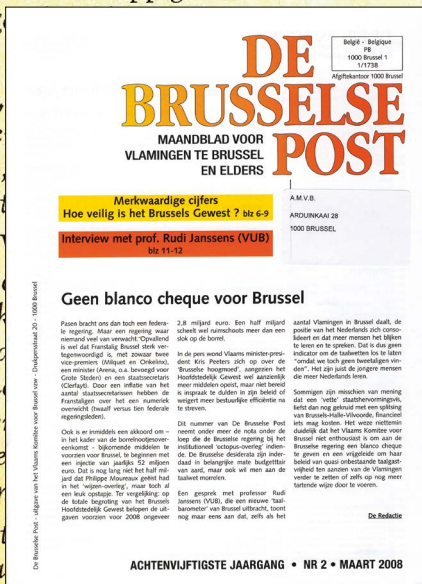 België - Belgique
PB
1000 Brussel 1
1/1738
Afgiftekantoor 1000 Brussel
DE
BRUSSELSE
POST
MAANDBLAD VOOR
VLAMINGEN TE BRUSSEL
EN ELDERS
A.M.V.B.
ARDUINKAAI 28
1000 BRUSSEL
Merkwaardige cijfers
Hoe veilig is het Brussels Gewest ? blz 6-9
Interview met prof. Rudi Janssens (VUB)
blz 11-12
Geen blanco cheque voor Brussel
Pasen bracht ons dan toch een federa-
le regering. Maar een regering waar
niemand veel van verwacht. 'Opvallend
is wel dat Franstalig Brussel sterk ver-
tegenwoordigd is, met zowaar twee
vice-premiers (Milquet en Onkelinx),
een minister (Arena, o.a. bevoegd voor
Grote Steden) en een staatssecretaris
(Clerfayt). Door een inflatie van het
aantal staatssecretarissen hebben de
Franstaligen ook het een numeriek
overwicht (twaalf versus tien federale
regeringsleden).
Ook is er inmiddels een akkoord om –
in het kader van de borrelnootjesover-
eenkomst - bijkomende middelen te
voorzien voor Brussel, te beginnen met
een injectie van jaarlijks 52 miljoen
euro. Dat is nog lang niet het half mil-
jard dat Philippe Moureaux geëist had
in het 'wijzen-overleg', maar toch al
een leuk opstapje. Ter vergelijking: op
de totale begroting van het Brussels
Hoofdstedelijk Gewest belopen de uit-
gaven voorzien voor 2008 ongeveer
2,8 miljard euro. Een half miljard
scheelt wel ruimschoots meer dan een
slok op de borrel.
In de pers wond Vlaams minister-presi-
dent Kris Peeters zich op over de
'Brusselse hoogmoed', aangezien het
Hoofdstedelijk Gewest wel aanzienlijk
meer middelen opeist, maar niet bereid
is inspraak te dulden in zijn beleid of
weigert meer bestuurlijke efficiëntie na
te streven.
Dit nummer van De Brusselse Post
neemt onder meer de nota onder de
loep die de Brusselse regering bij het
institutioneel 'octopus-overleg' indien-
de. De Brusselse desiderata zijn inder-
daad in belangrijke mate budgettair
van aard, maar ook wil men aan de
taalwet morrelen.
Een gesprek met professor Rudi
Janssens (VUB), die een nieuwe 'taal-
barometer' van Brussel uitbracht, toont
nog maar eens aan dat, zelfs als het
aantal Vlamingen in Brussel daalt, de
positie van het Nederlands zich conso-
lideert en dat meer mensen het blijken
te leren en te spreken. Dat is dus geen
indicator om de taalwetten los te laten
"omdat we toch geen tweetaligen vin-
den". Het zijn juist de jongere mensen
die meer Nederlands leren.
Sommigen zijn misschien van mening
dat een 'vette' staatshervormingsvis,
liefst dan nog gekruid met een splitsing
van Brussels-Halle-Vilvoorde, financieel
iets mag kosten. Het weze niettemin
duidelijk dat het Vlaams Komitee voor
Brussel niet enthousiast is om aan de
Brusselse regering een blanco cheque
te geven en een vrijgeleide om haar
beleid van quasi onbestaande taalgast-
vrijheid ten aanzien van de Vlamingen
verder te zetten of zelfs op nog meer
tartende wijze door te voeren.
De Redactie
De Brusselse Post - uitgave van het Vlaams Komitee voor Brussel vzw - Drekpenstraat 20 - 1000 Brussel
ACHTENVIJFTIGSTE JAARGANG • NR 2 • MAART 2008